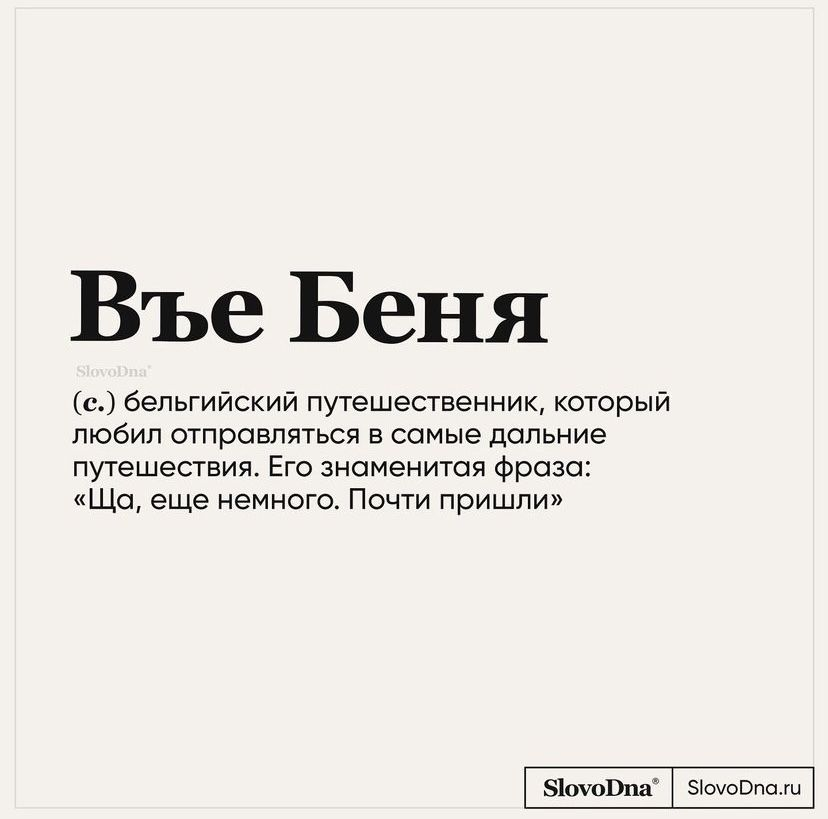 Въе Беня
SlovoDna®
(с.) бельгийский путешественник, который
любил отправляться в самые дальние
путешествия. Его знаменитая фраза:
«Ща, еще немного. Почти пришли»
SlovoDna® SlovoDna.ru